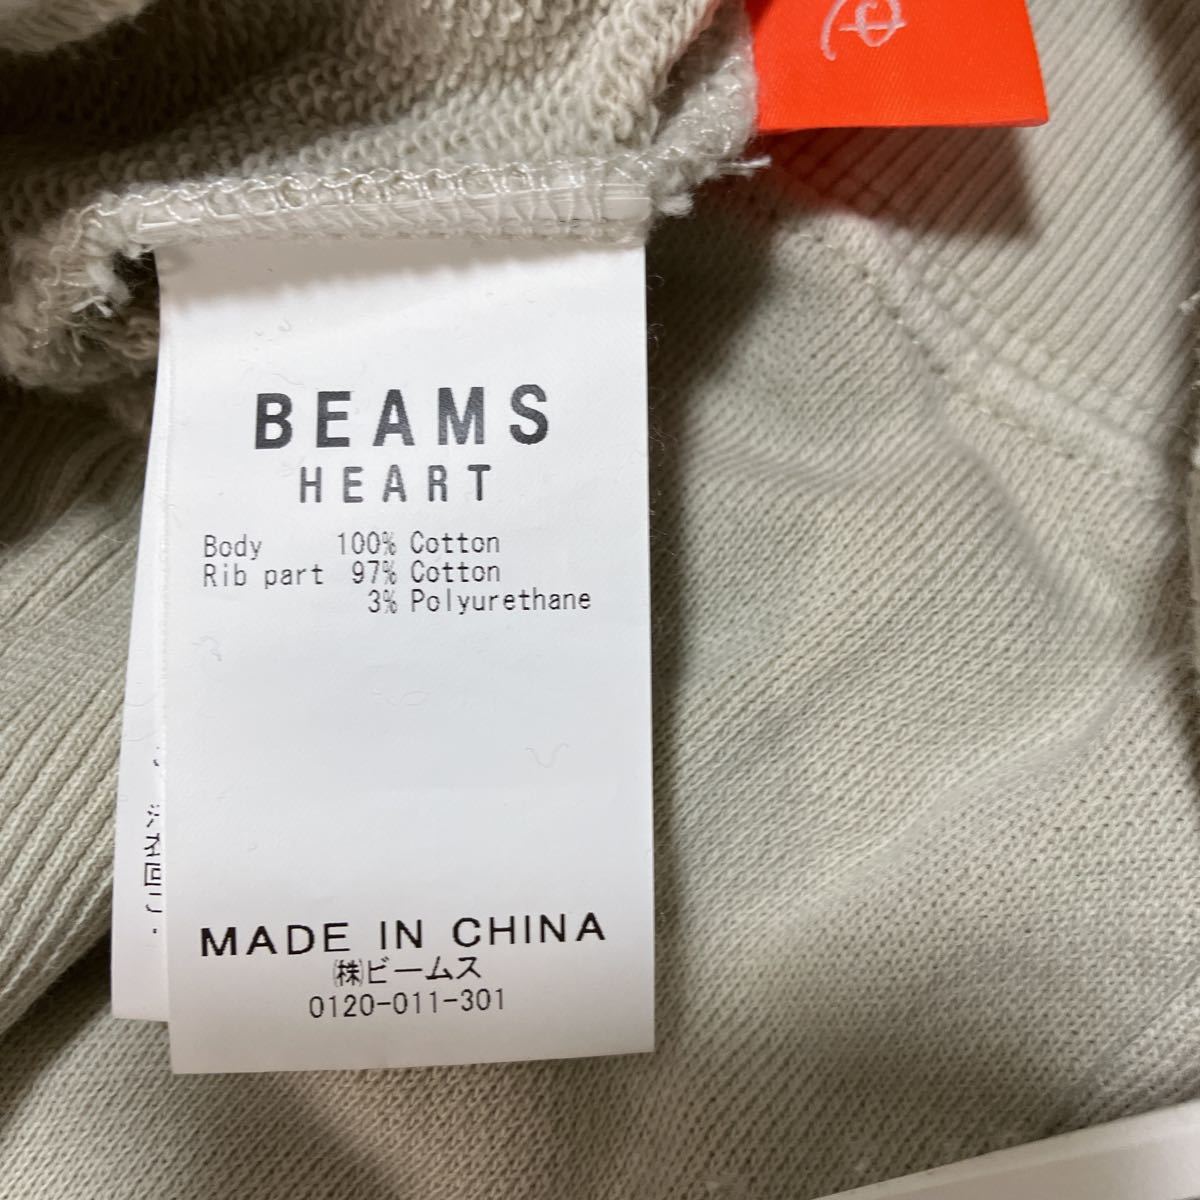 BEAMS
HEART
Body 100% Cotton
Rib part 97% Cotton
3% Polyurethane
MADE IN CHINA
㈱ビームス
0120-011-301